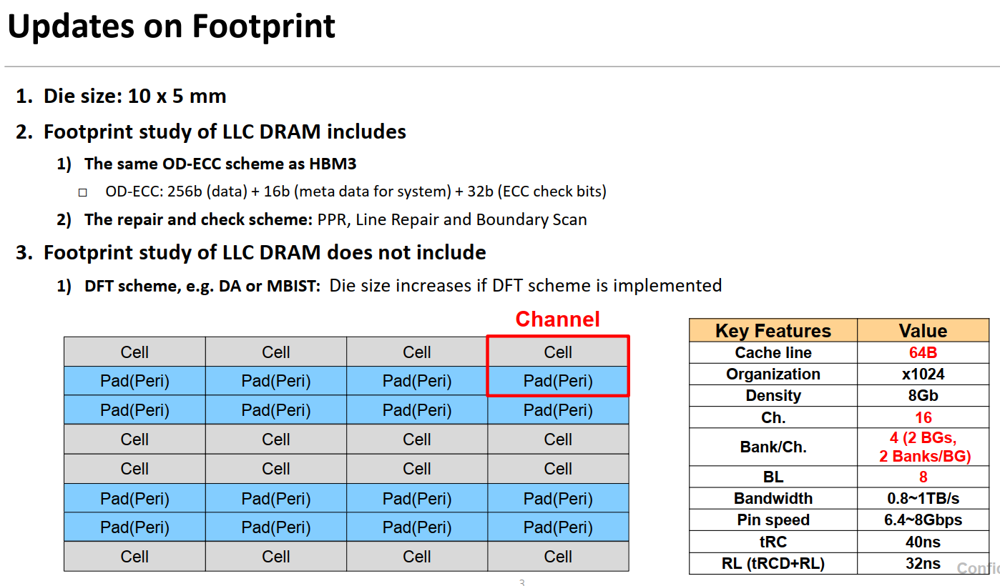 Updates on Footprint
1. Die size: 10 x 5 mm
2. Footprint study of LLC DRAM includes
1) The same OD-ECC scheme as HBM3
□ OD-ECC: 256b (data) + 16b (meta data for system) + 32b (ECC check bits)
2) The repair and check scheme: PPR, Line Repair and Boundary Scan
3. Footprint study of LLC DRAM does not include
1) DFT scheme, e.g. DA or MBIST: Die size increases if DFT scheme is implemented
Channel
Cell Cell Cell Cell
Pad(Peri) Pad(Peri) Pad(Peri) Pad(Peri)
Pad(Peri) Pad(Peri) Pad(Peri) Pad(Peri)
Cell Cell Cell Cell
Cell Cell Cell Cell
Pad(Peri) Pad(Peri) Pad(Peri) Pad(Peri)
Pad(Peri) Pad(Peri) Pad(Peri) Pad(Peri)
Cell Cell Cell Cell
Key Features Value
Cache line 64B
Organization x1024
Density 8Gb
Ch. 16
Bank/Ch. 4 (2 BGs,
2 Banks/BG)
BL 8
Bandwidth 0.8~1TB/s
Pin speed 6.4~8Gbps
tRC 40ns
RL (tRCD+RL) 32ns
3